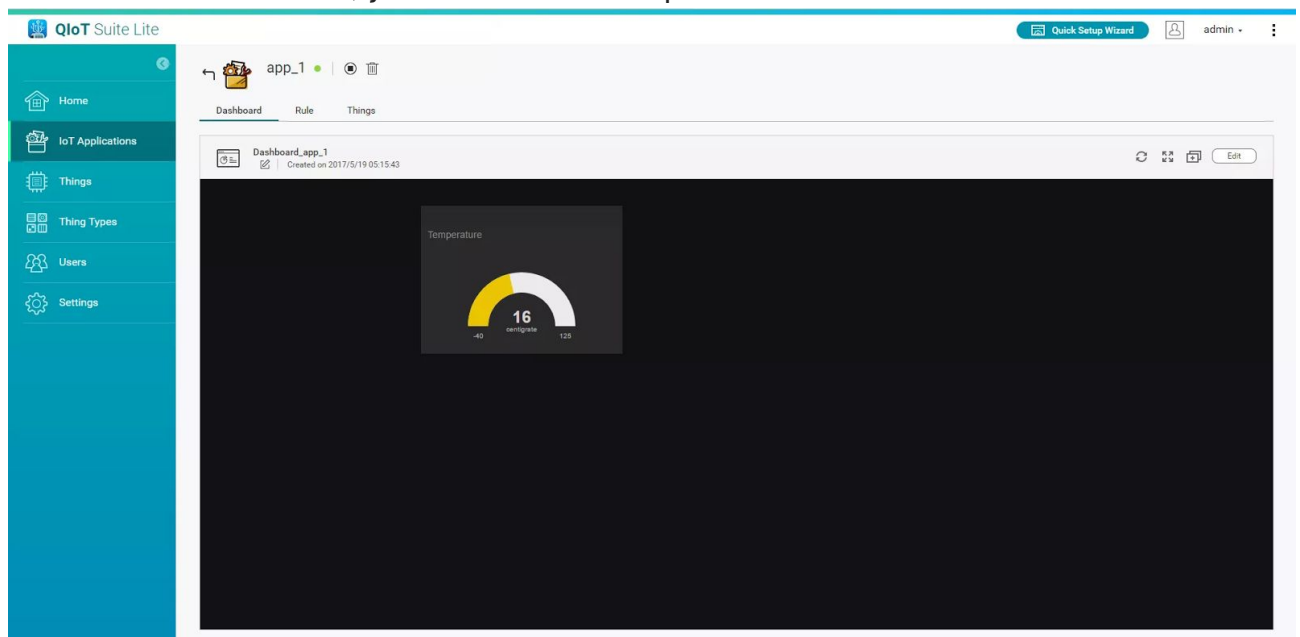 QIoT Suite Lite
Quick Setup Wizard
admin
app_1
Home
Dashboard Rule Things
IoT Applications
Dashboard_app_1
Created on 2017/5/19 05:15:43
Edit
Things
Thing Types
Users
Settings
Temperature
16
centigrate
-40 125